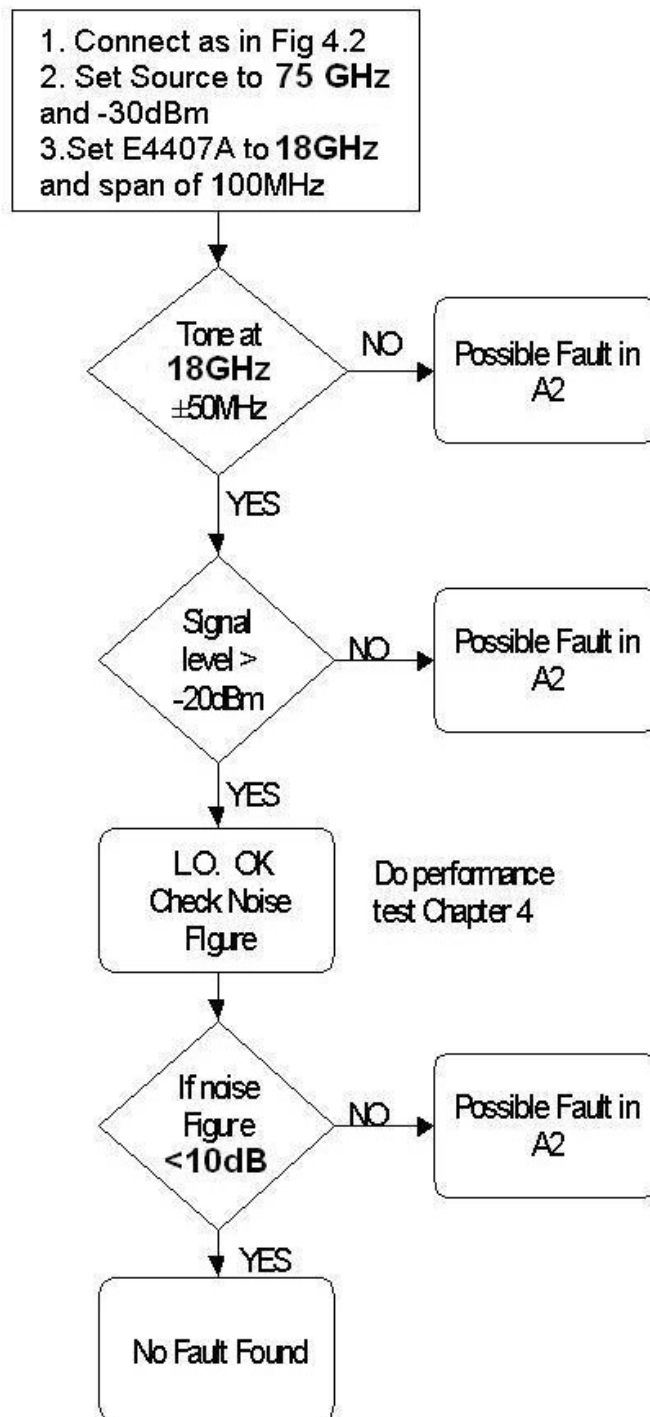 1. Connect as in Fig 4.2
2. Set Source to 75 GHz
and -30dBm
3.Set E4407A to 18GHz
and span of 100MHz
Tone at
18GHz
±50MHz
NO
Possible Fault in
A2
YES
Signal
level >
-20dBm
NO
Possible Fault in
A2
YES
L.O. OK
Check Noise
Figure
Do performance
test Chapter 4
If noise
Figure
<10dB
NO
Possible Fault in
A2
YES
No Fault Found